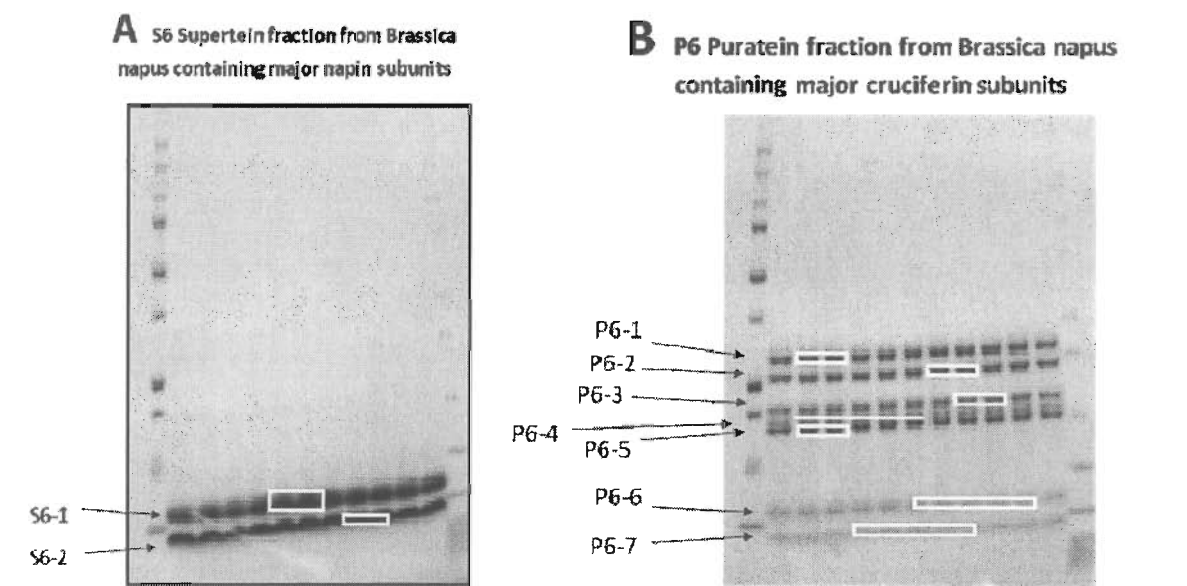 A S6 Supertein fraction from Brassica
napus containing major napin subunits
S6-1
S6-2
B P6 Puratein fraction from Brassica napus
containing major cruciferin subunits
P6-1
P6-2
P6-3
P6-4
P6-5
P6-6
P6-7